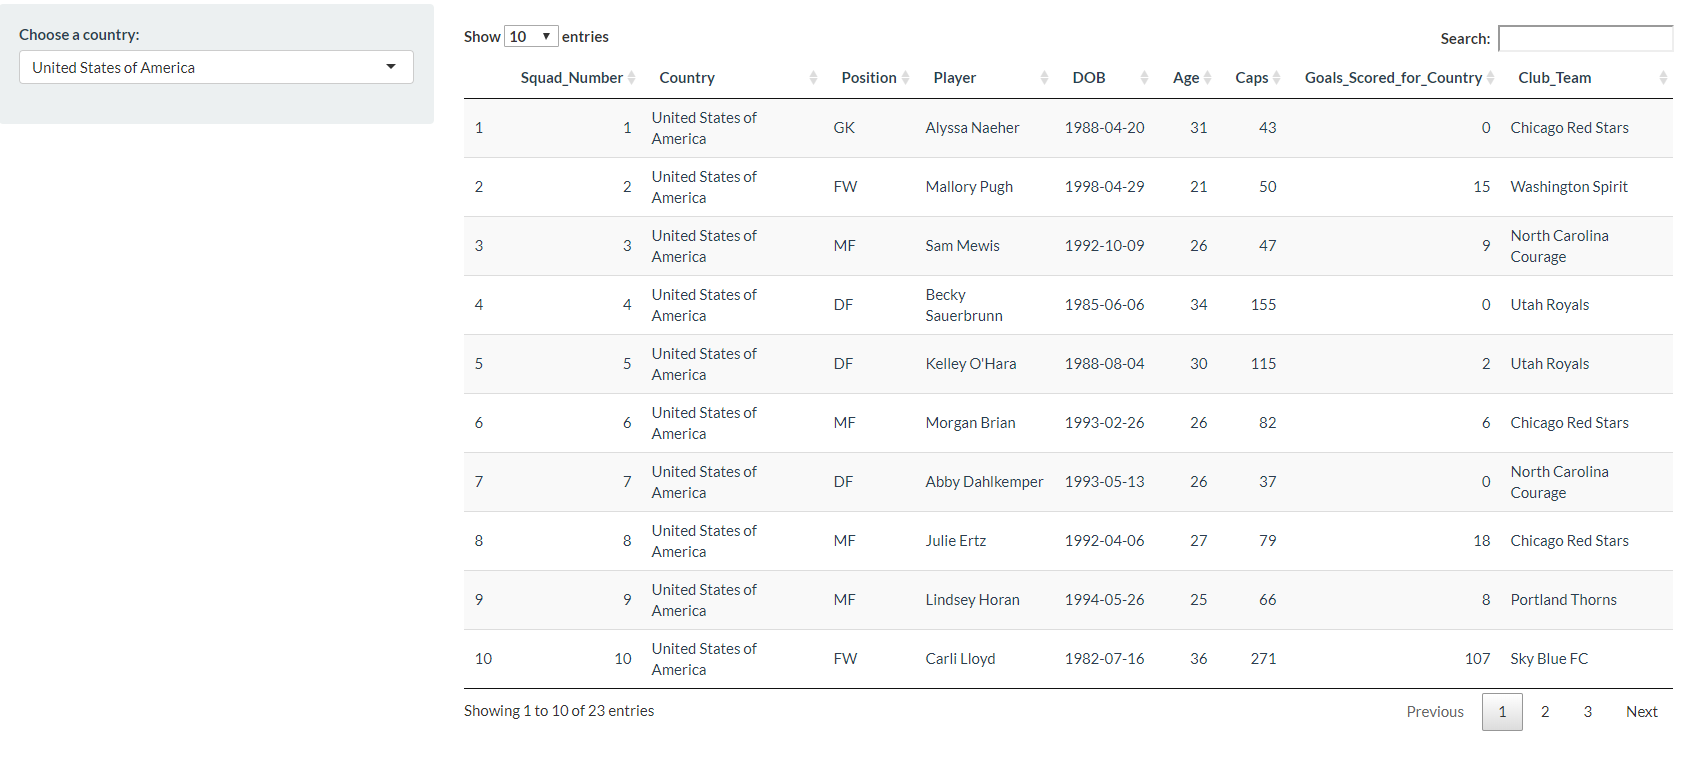 Choose a country:
United States of America
Show 10 entries
Search:
Squad_Number Country Position Player DOB Age Caps Goals_Scored_for_Country Club_Team
1 1 United States of America GK Alyssa Naeher 1988-04-20 31 43 0 Chicago Red Stars
2 2 United States of America FW Mallory Pugh 1998-04-29 21 50 15 Washington Spirit
3 3 United States of America MF Sam Mewis 1992-10-09 26 47 9 North Carolina Courage
4 4 United States of America DF Becky Sauerbrunn 1985-06-06 34 155 0 Utah Royals
5 5 United States of America DF Kelley O'Hara 1988-08-04 30 115 2 Utah Royals
6 6 United States of America MF Morgan Brian 1993-02-26 26 82 6 Chicago Red Stars
7 7 United States of America DF Abby Dahlkemper 1993-05-13 26 37 0 North Carolina Courage
8 8 United States of America MF Julie Ertz 1992-04-06 27 79 18 Chicago Red Stars
9 9 United States of America MF Lindsey Horan 1994-05-26 25 66 8 Portland Thorns
10 10 United States of America FW Carli Lloyd 1982-07-16 36 271 107 Sky Blue FC
Showing 1 to 10 of 23 entries
Previous 1 2 3 Next